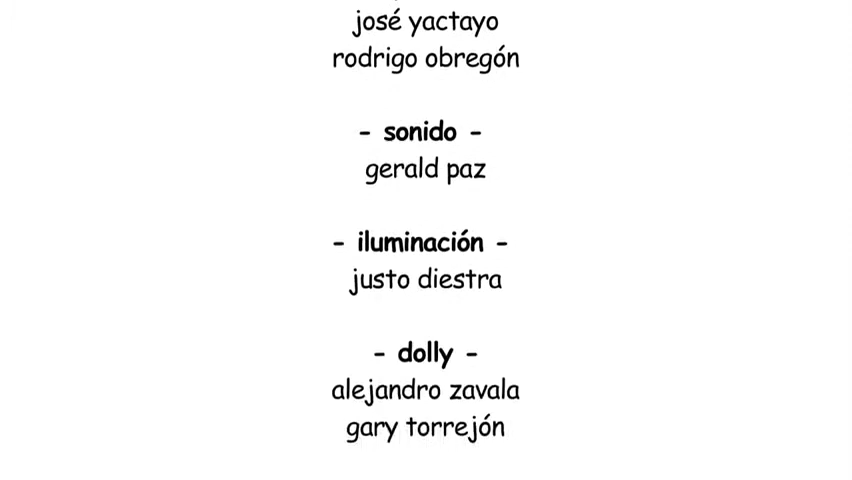 josé yactayo
rodrigo obregón
- sonido -
gerald paz
- iluminación -
justo diestra
- dolly -
alejandro zavala
gary torrejón